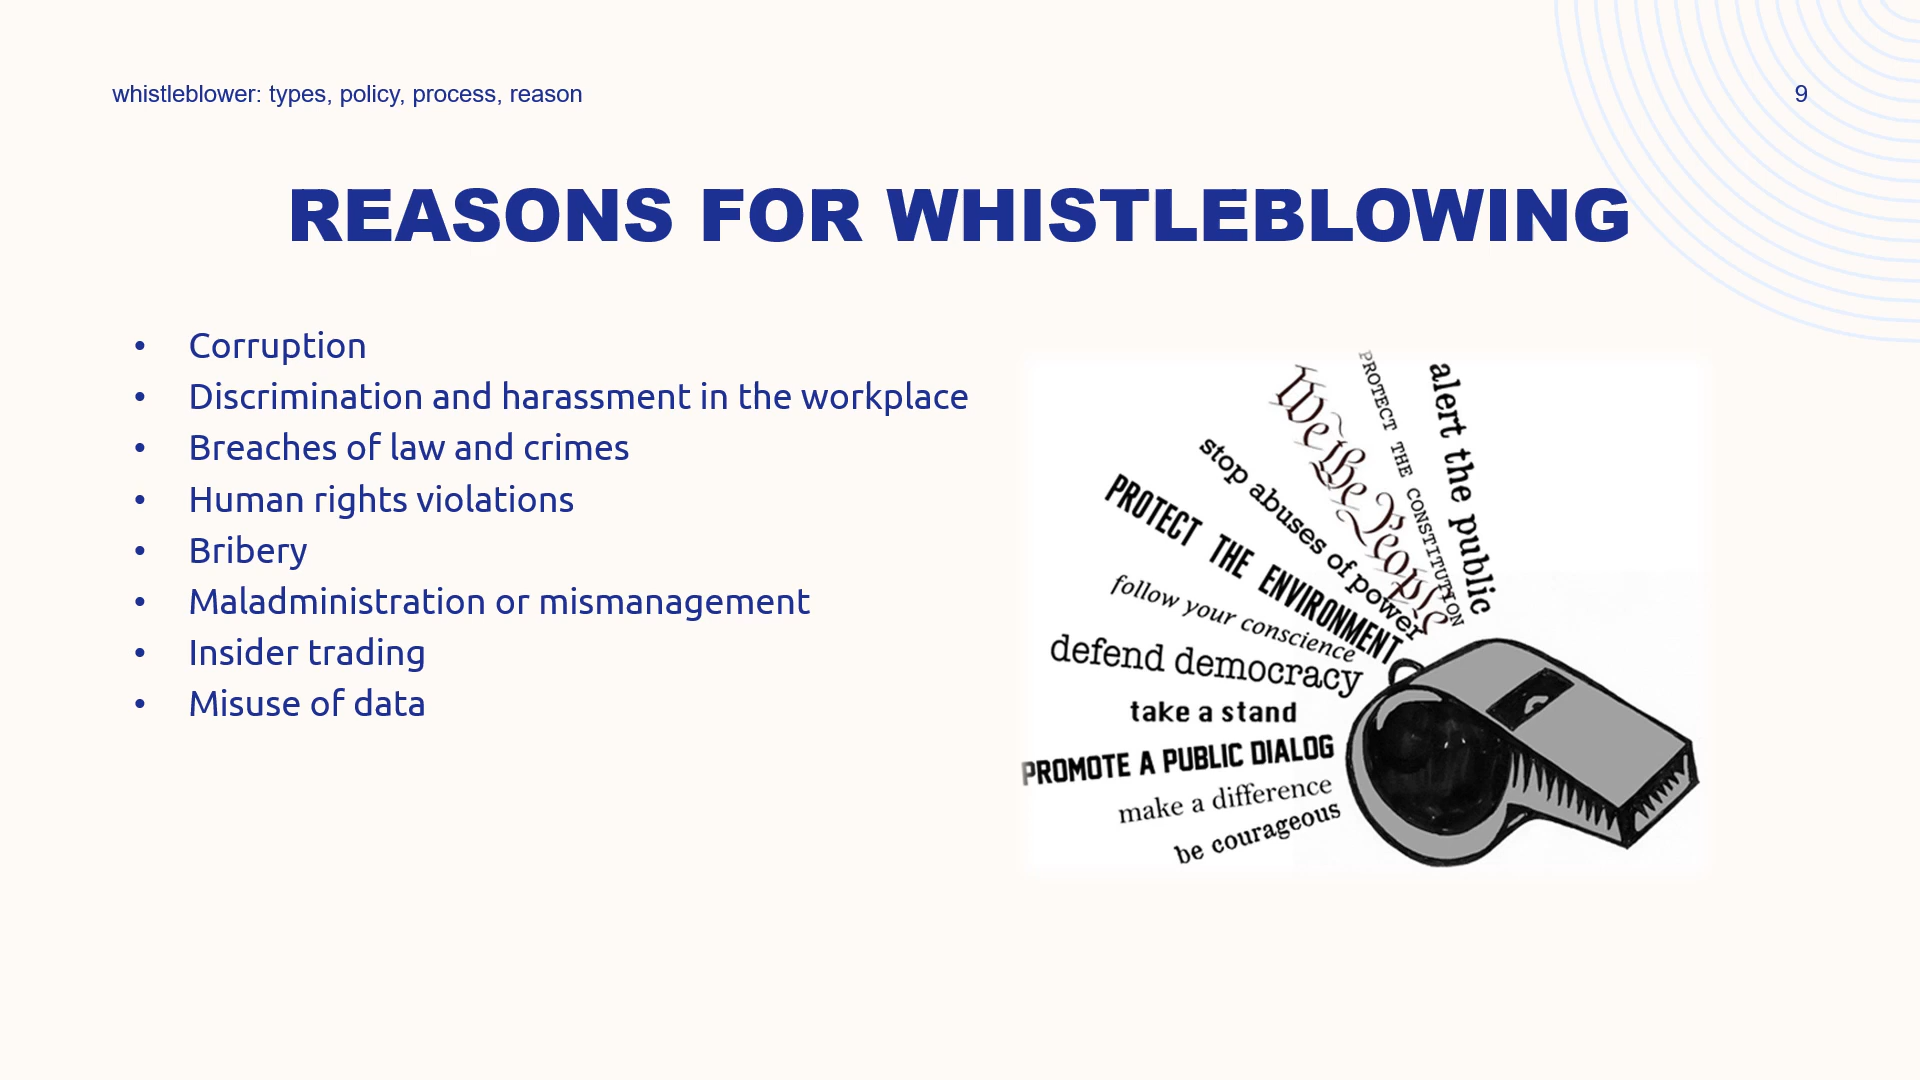 whistleblower: types, policy, process, reason
9
REASONS FOR WHISTLEBLOWING
• Corruption
• Discrimination and harassment in the workplace
• Breaches of law and crimes
• Human rights violations
• Bribery
• Maladministration or mismanagement
• Insider trading
• Misuse of data
alert the public
PROTECT THE CONSTITUTION
We the People
stop abuses of power
PROTECT THE ENVIRONMENT
follow your conscience
defend democracy
take a stand
PROMOTE A PUBLIC DIALOG
make a difference
be courageous